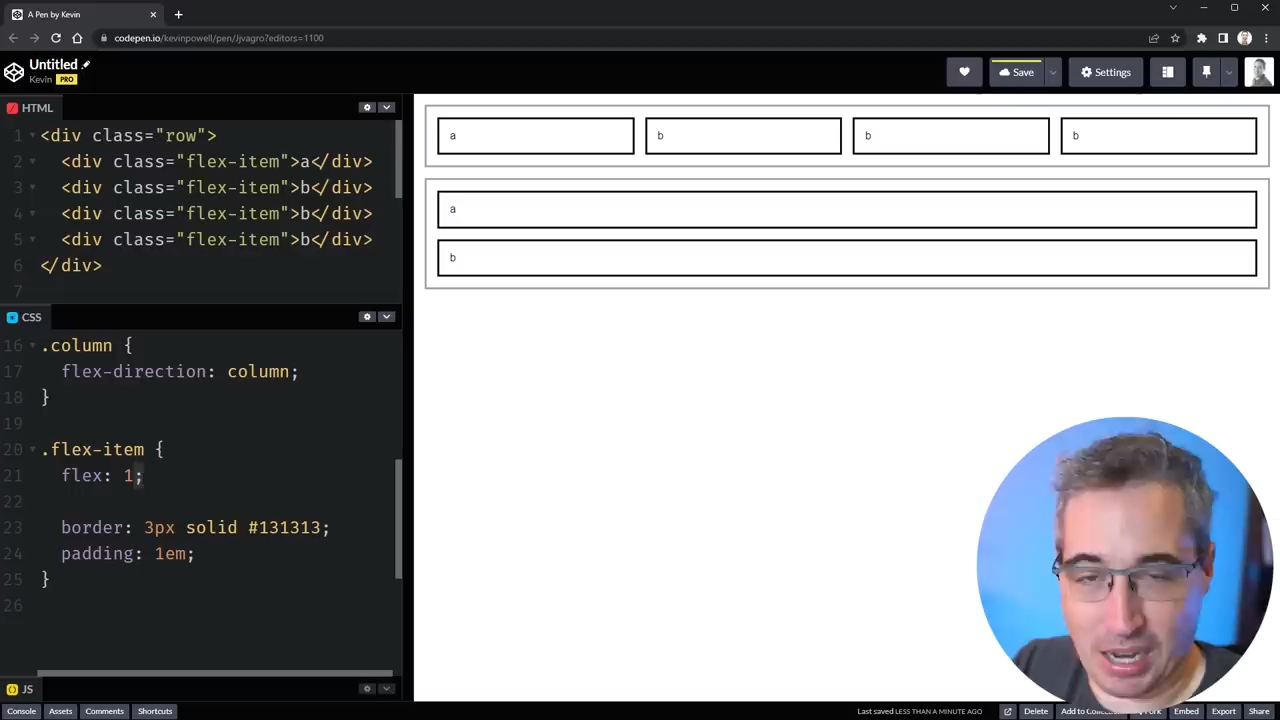 A Pen by Kevin
codepen.io/kevinpowell/pen/Jjvagro?editors=1100
Untitled
Kevin PRO
Save
Settings
HTML
1 <div class="row">
2 <div class="flex-item">a</div>
3 <div class="flex-item">b</div>
4 <div class="flex-item">b</div>
5 <div class="flex-item">b</div>
6 </div>
7
CSS
16 .column {
17 flex-direction: column;
18 }
19
20 .flex-item {
21 flex: 1;
22
23 border: 3px solid #131313;
24 padding: 1em;
25 }
26
JS
a b b b
a
b
Console Assets Comments Shortcuts
Last saved LESS THAN A MINUTE AGO
Delete Fork Embed Export Share